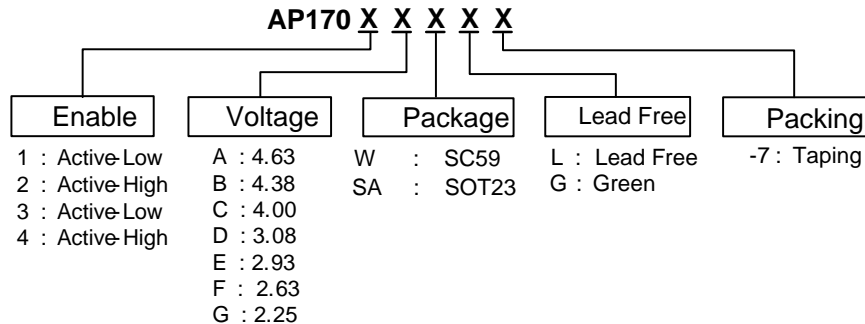 AP170 X X X X X
Enable
1 : Active-Low
2 : Active-High
3 : Active-Low
4 : Active-High
Voltage
A : 4.63
B : 4.38
C : 4.00
D : 3.08
E : 2.93
F : 2.63
G : 2.25
Package
W : SC59
SA : SOT23
Lead Free
L : Lead Free
G : Green
Packing
-7 : Taping